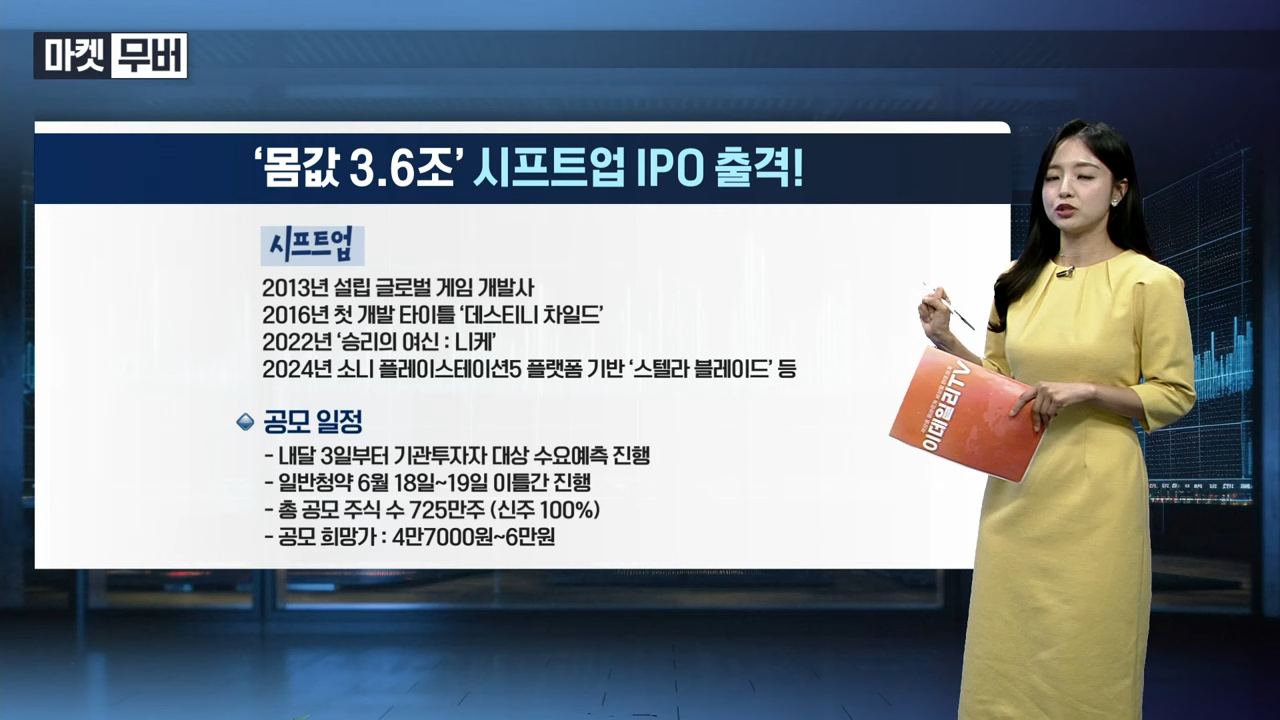 마켓 무버
‘몸값 3.6조’ 시프트업 IPO 출격!
시프트업
2013년 설립 글로벌 게임 개발사
2016년 첫 개발 타이틀 ‘데스티니 차일드’
2022년 ‘승리의 여신 : 니케’
2024년 소니 플레이스테이션5 플랫폼 기반 ‘스텔라 블레이드’ 등
공모 일정
- 내달 3일부터 기관투자자 대상 수요예측 진행
- 일반청약 6월 18일~19일 이틀간 진행
- 총 공모 주식 수 725만주 (신주 100%)
- 공모 희망가 : 4만7000원~6만원
이데일리TV